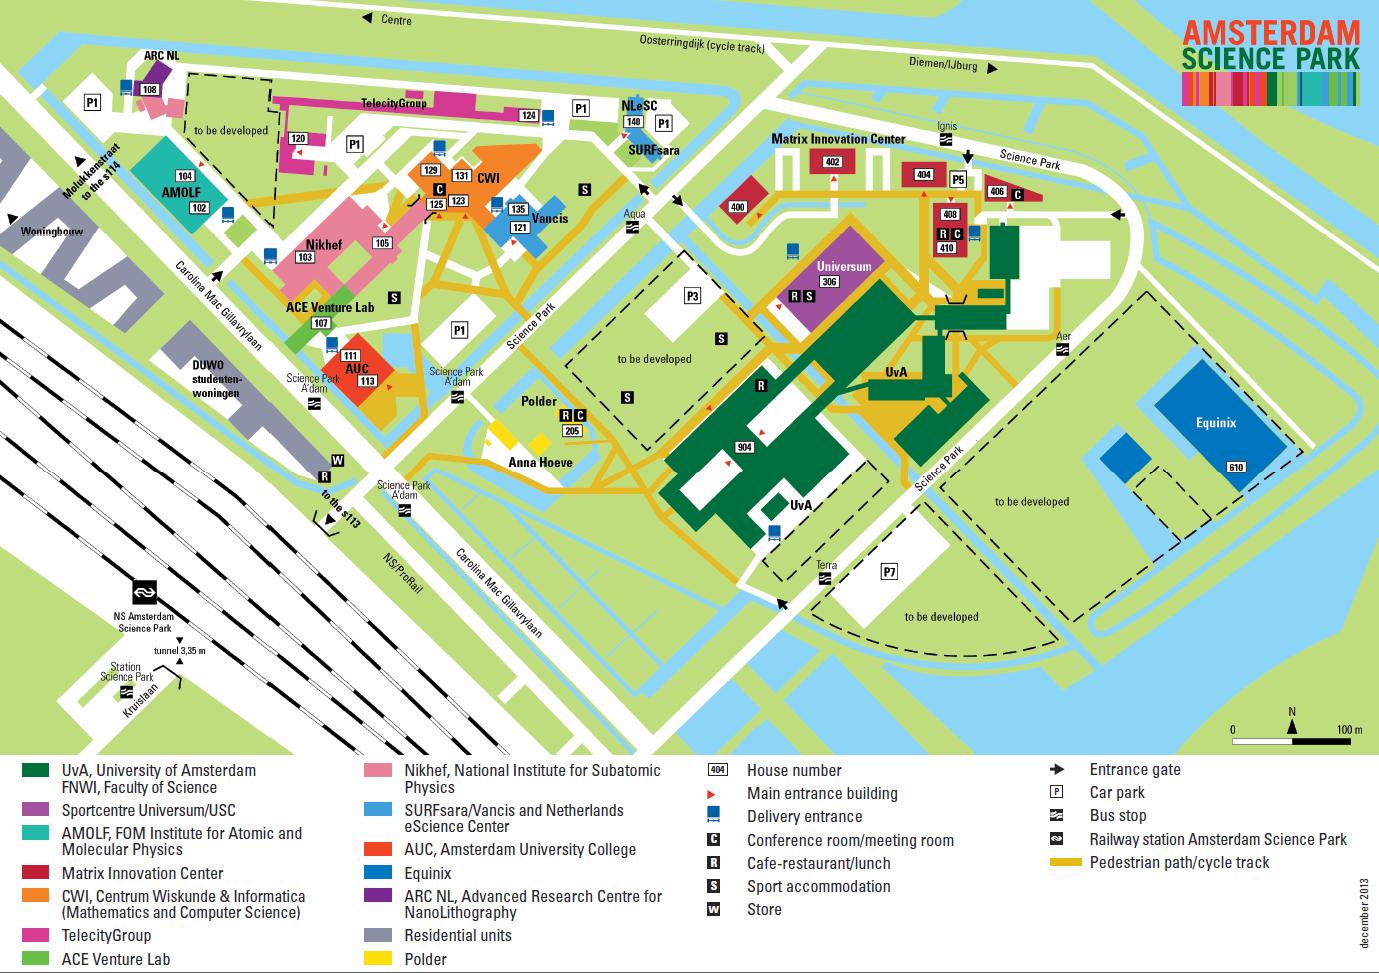 Centre
Oosterringdijk (cycle track)
Diemen/IJburg
AMSTERDAM
SCIENCE PARK
ARC NL
108
P1
to be developed
TelecityGroup
124
P1
NLeSC
140
P1
SURFsara
120
P1
Matrix Innovation Center
Ignis
Science Park
402
404
P5
406
C
400
408
R C
410
Molukkenstraat
to the s114
104
AMOLF
102
129
131
CWI
C
125
123
S
135
121
Vancis
Aqua
Woningbouw
Nikhef
103
105
Universum
306
R S
Carolina Mac Gillavrylaan
ACE Venture Lab
107
S
P1
Science Park
P3
S
to be developed
Aer
DUWO
studenten-
woningen
111
AUC
113
Science Park
A'dam
Science Park
A'dam
S
R
UvA
Polder
R C
205
Anna Hoeve
904
Equinix
610
W
R
to the s113
Science Park
A'dam
Science Park
to be developed
UvA
NS/ProRail
Carolina Mac Gillavrylaan
Terra
P7
to be developed
NS Amsterdam
Science Park
tunnel 3,35 m
Station
Science Park
Kruislaan
N
0 100 m
UvA, University of Amsterdam
FNWI, Faculty of Science
Sportcentre Universum/USC
AMOLF, FOM Institute for Atomic and
Molecular Physics
Matrix Innovation Center
CWI, Centrum Wiskunde & Informatica
(Mathematics and Computer Science)
TelecityGroup
ACE Venture Lab
Nikhef, National Institute for Subatomic
Physics
SURFsara/Vancis and Netherlands
eScience Center
AUC, Amsterdam University College
Equinix
ARC NL, Advanced Research Centre for
NanoLithography
Residential units
Polder
404 House number
Main entrance building
Delivery entrance
C Conference room/meeting room
R Cafe-restaurant/lunch
S Sport accommodation
W Store
Entrance gate
P Car park
Bus stop
Railway station Amsterdam Science Park
Pedestrian path/cycle track
december 2013